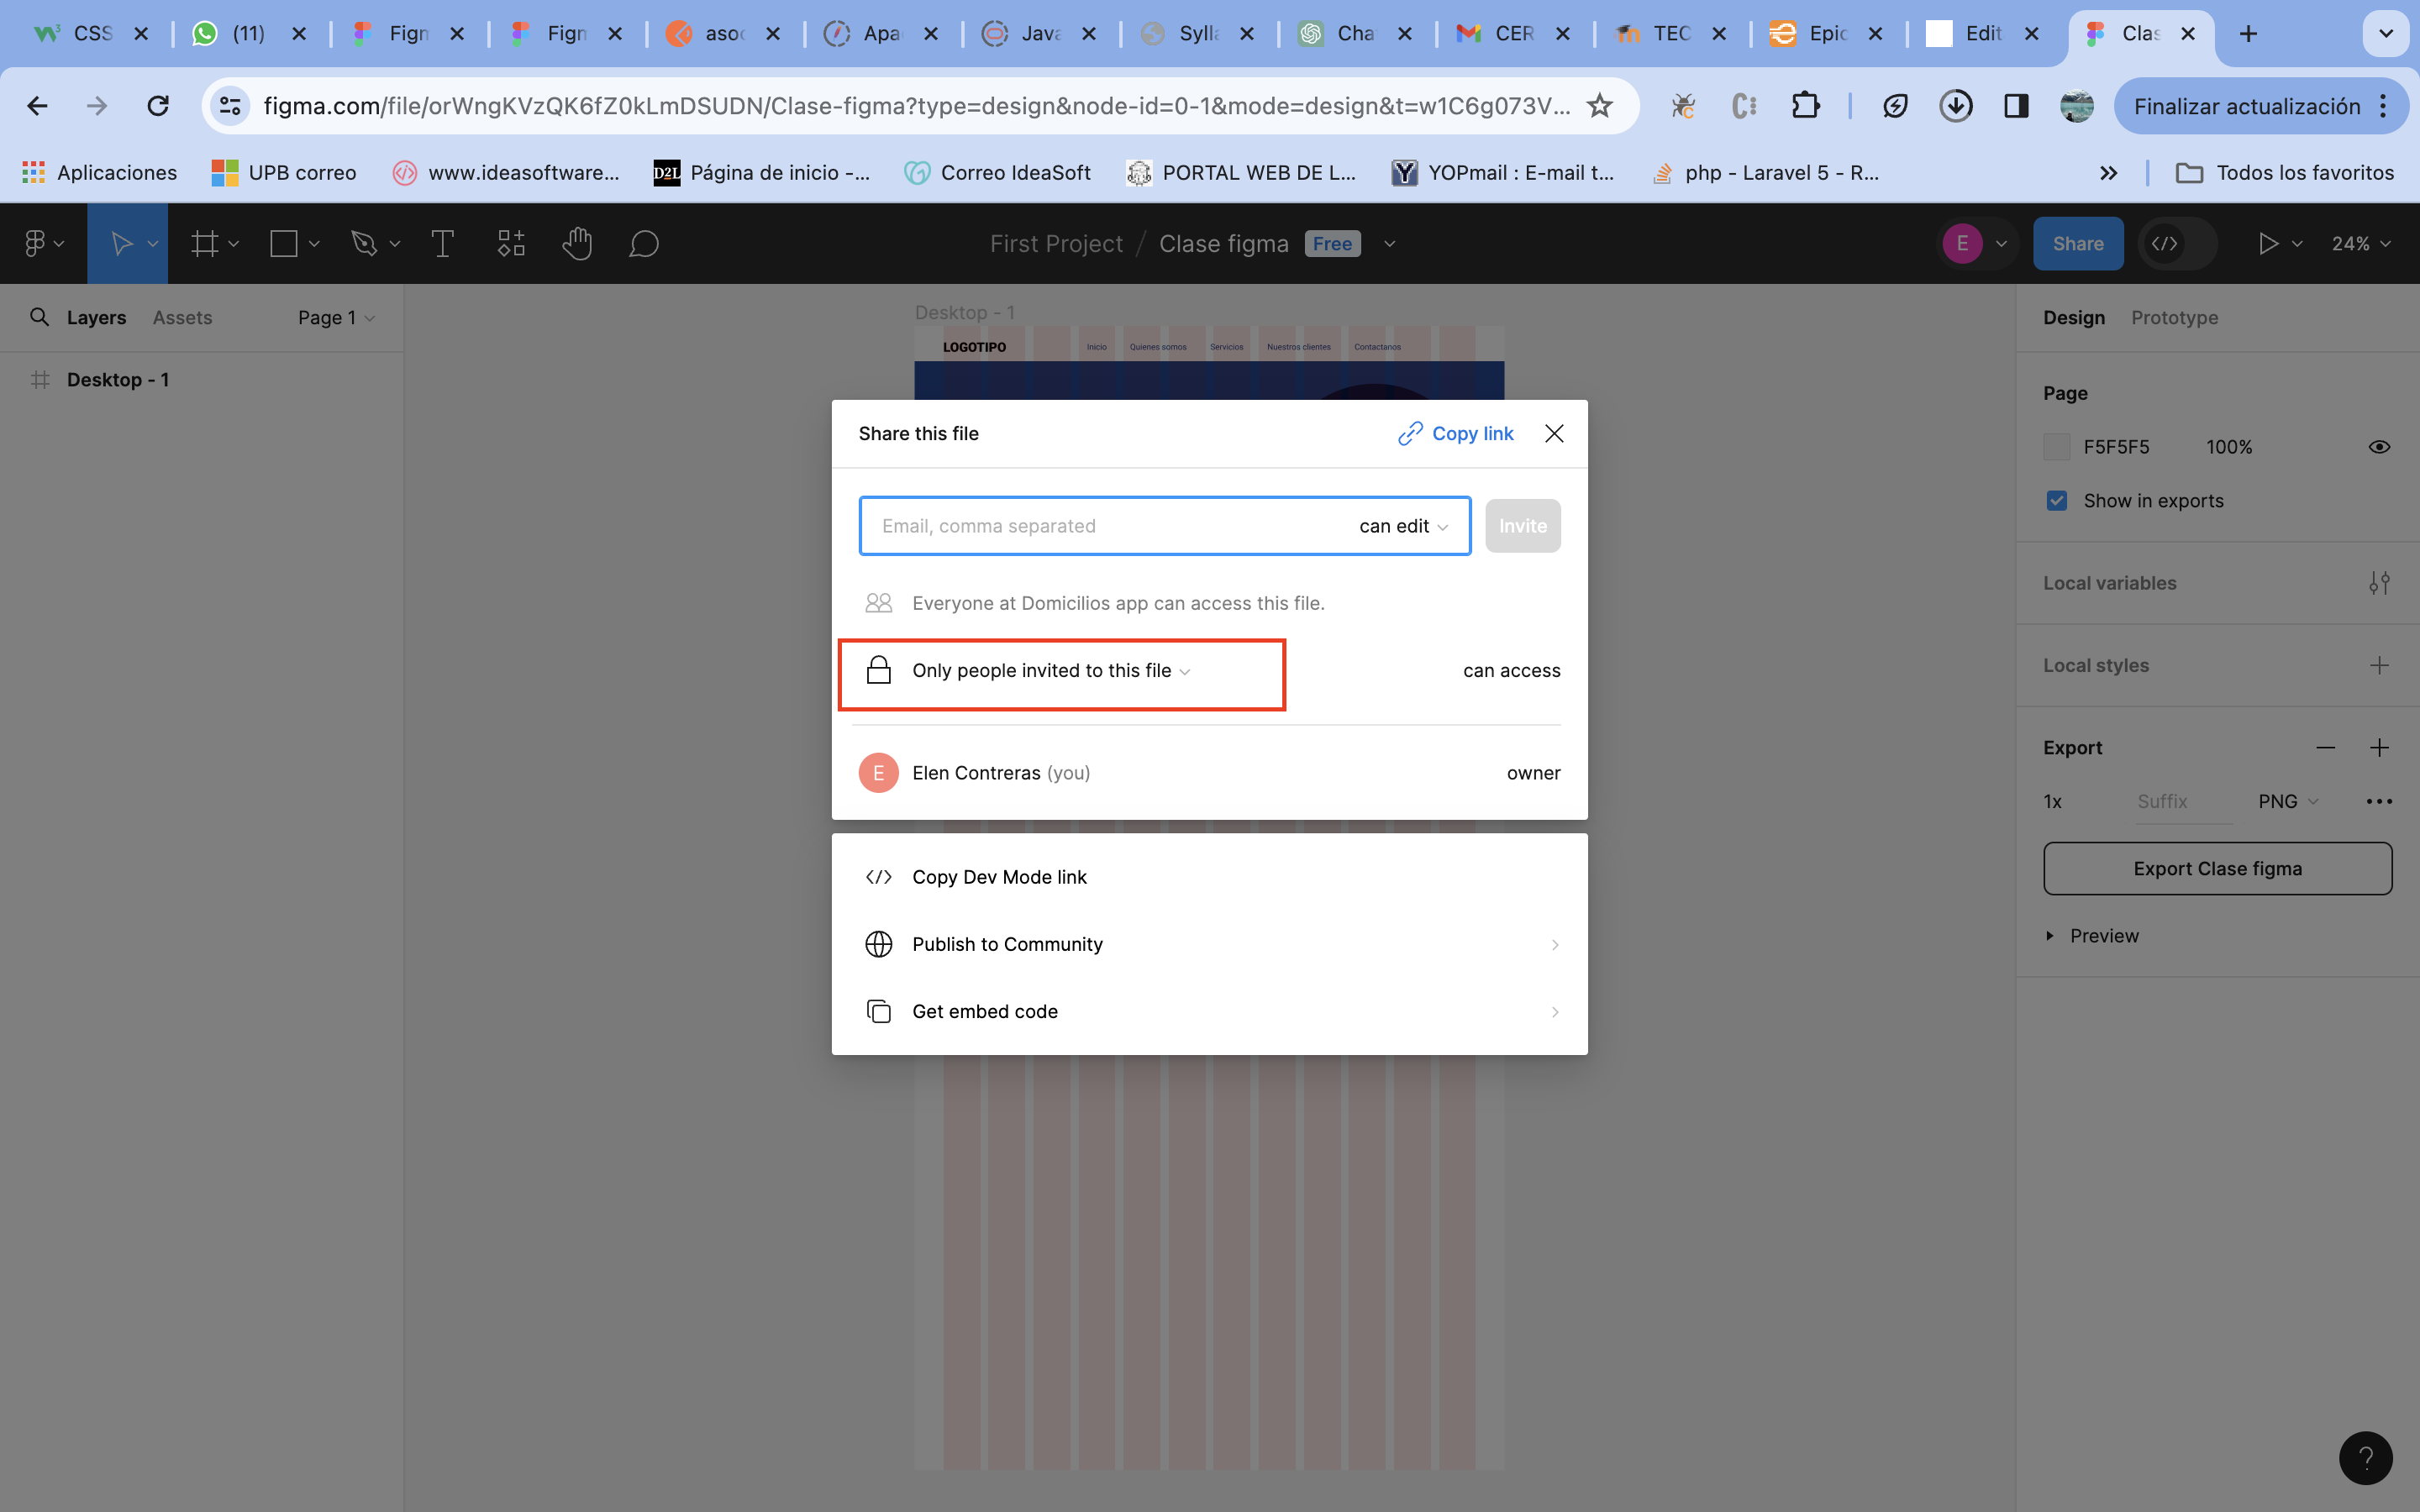 CSS
(11)
Fign
Fign
asoc
Apa
Java
Sylla
Cha
CER
TEC
Epic
Edit
Clas
figma.com/file/orWngKVzQK6fZ0kLmDSUDN/Clase-figma?type=design&node-id=0-1&mode=design&t=w1C6g073V...
Finalizar actualización
Aplicaciones
UPB correo
www.ideasoftware...
D2L
Página de inicio -...
Correo IdeaSoft
PORTAL WEB DE L...
Y
YOPmail : E-mail t...
php - Laravel 5 - R...
Todos los favoritos
First Project / Clase figma
Free
E
Share
24%
Layers
Assets
Page 1
Desktop - 1
Desktop - 1
LOGOTIPO
Inicio
Quienes somos
Servicios
Nuestros clientes
Contactanos
Share this file
Copy link
Email, comma separated
can edit
Invite
Everyone at Domicilios app can access this file.
Only people invited to this file
can access
E
Elen Contreras (you)
owner
Copy Dev Mode link
Publish to Community
Get embed code
Design
Prototype
Page
F5F5F5
100%
Show in exports
Local variables
Local styles
Export
1x
Suffix
PNG
Export Clase figma
Preview
?